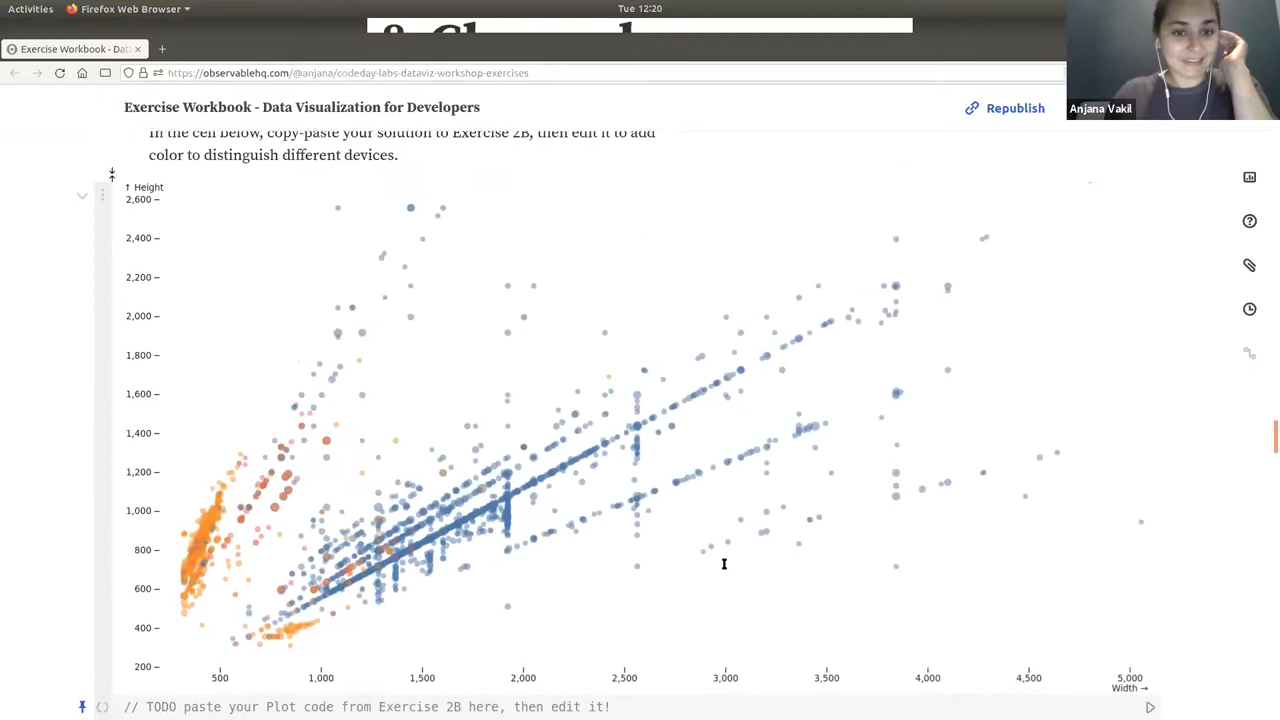 Activities
Firefox Web Browser
Tue 12:20
Exercise Workbook - Data
https://observablehq.com/@anjana/codeday-labs-dataviz-workshop-exercises
Anjana Vakil
Exercise Workbook - Data Visualization for Developers
Republish
In the cell below, copy-paste your solution to Exercise 2B, then edit it to add
color to distinguish different devices.
↑ Height
2,600
2,400
2,200
2,000
1,800
1,600
1,400
1,200
1,000
800
600
400
200
500 1,000 1,500 2,000 2,500 3,000 3,500 4,000 4,500 5,000
Width →
// TODO paste your Plot code from Exercise 2B here, then edit it!